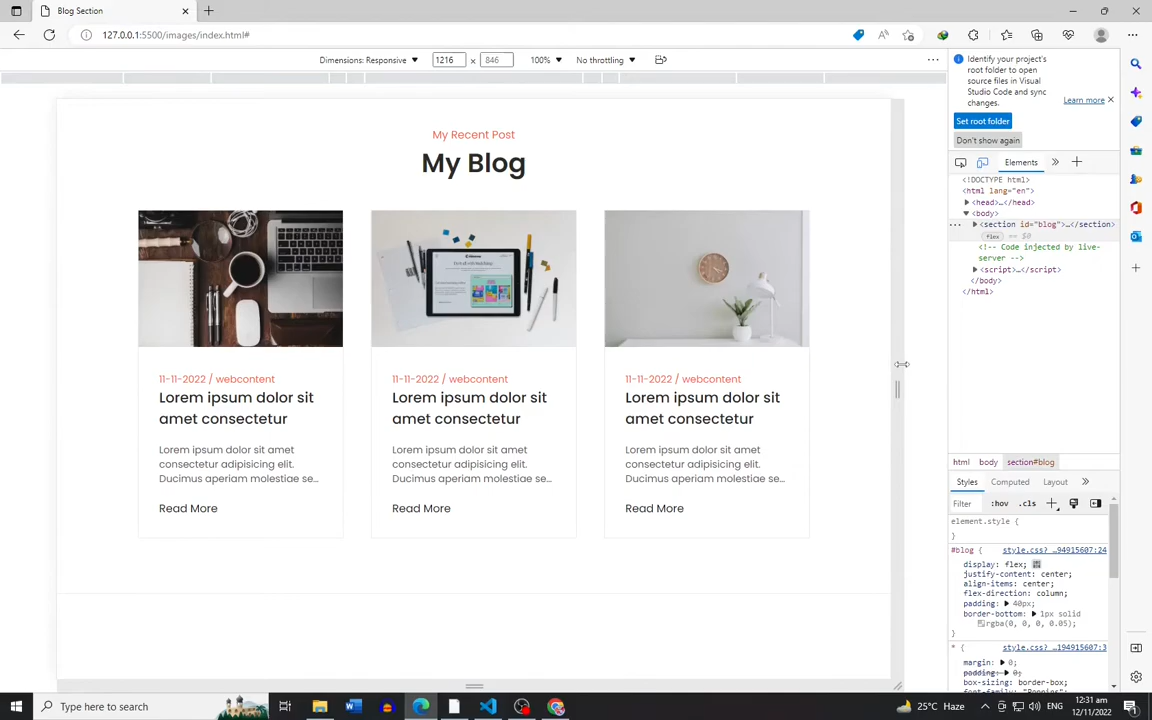 Blog Section
127.0.0.1:5500/images/index.html#
Dimensions: Responsive 1216 × 846 100% No throttling
Identify your
project's root folder to open
source files in Visual
Studio Code and sync
changes.
Learn more
Set root folder
Don't show again
My Recent Post
My Blog
11-11-2022 / webcontent
Lorem ipsum dolor sit
amet consectetur
Lorem ipsum dolor sit amet
consectetur adipisicing elit.
Ducimus aperiam molestiae se...
Read More
11-11-2022 / webcontent
Lorem ipsum dolor sit
amet consectetur
Lorem ipsum dolor sit amet
consectetur adipisicing elit.
Ducimus aperiam molestiae se...
Read More
11-11-2022 / webcontent
Lorem ipsum dolor sit
amet consectetur
Lorem ipsum dolor sit amet
consectetur adipisicing elit.
Ducimus aperiam molestiae se...
Read More
Elements
<!DOCTYPE html>
<html lang="en">
<head>…</head>
<body>
<section id="blog">…</section>
flex == $0
<!-- Code injected by live-
server -->
<script>…</script>
</body>
</html>
html body section#blog
Styles Computed Layout
Filter :hov .cls
element.style {
}
#blog { style.css?…94915607:24
display: flex;
justify-content: center;
align-items: center;
flex-direction: column;
padding: 40px;
border-bottom: 1px solid
rgba(0, 0, 0, 0.05);
}
* { style.css?…194915607:3
margin: 0;
padding: 0;
box-sizing: border-box;
Type here to search
25°C Haze
ENG
12:31 am
12/11/2022